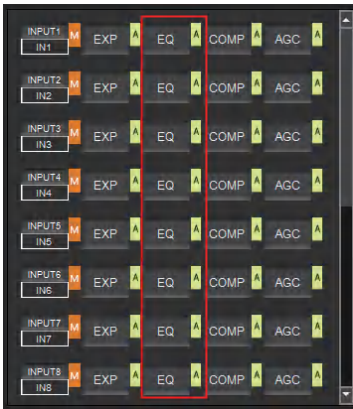 INPUT1 M EXP A EQ A COMP A AGC A
IN1
INPUT2 M EXP A EQ A COMP A AGC A
IN2
INPUT3 M EXP A EQ A COMP A AGC A
IN3
INPUT4 M EXP A EQ A COMP A AGC A
IN4
INPUT5 M EXP A EQ A COMP A AGC A
IN5
INPUT6 M EXP A EQ A COMP A AGC A
IN6
INPUT7 M EXP A EQ A COMP A AGC A
IN7
INPUT8 M EXP A EQ A COMP A AGC A
IN8